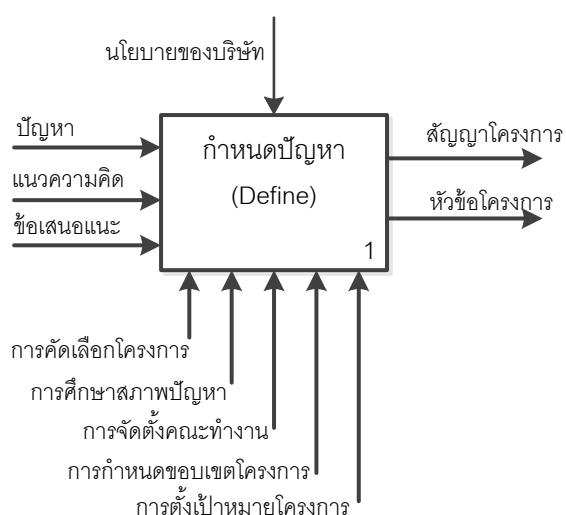 นโยบายของบริษัท
ปัญหา
แนวความคิด
ข้อเสนอแนะ
กำหนดปัญหา
(Define)
1
สัญญาโครงการ
หัวข้อโครงการ
การคัดเลือกโครงการ
การศึกษาสภาพปัญหา
การจัดตั้งคณะทำงาน
การกำหนดขอบเขตโครงการ
การตั้งเป้าหมายโครงการ